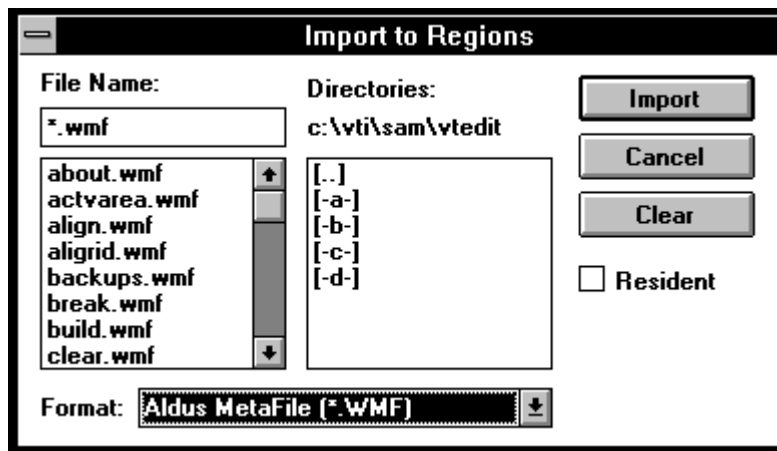 Import to Regions
File Name:
*.wmf
about.wmf
actvarea.wmf
align.wmf
aligrid.wmf
backups.wmf
break.wmf
build.wmf
clear.wmf
Directories:
c:\vti\sam\vtedit
[..]
[-a-]
[-b-]
[-c-]
[-d-]
Import
Cancel
Clear
Resident
Format: Aldus MetaFile (*.WMF)